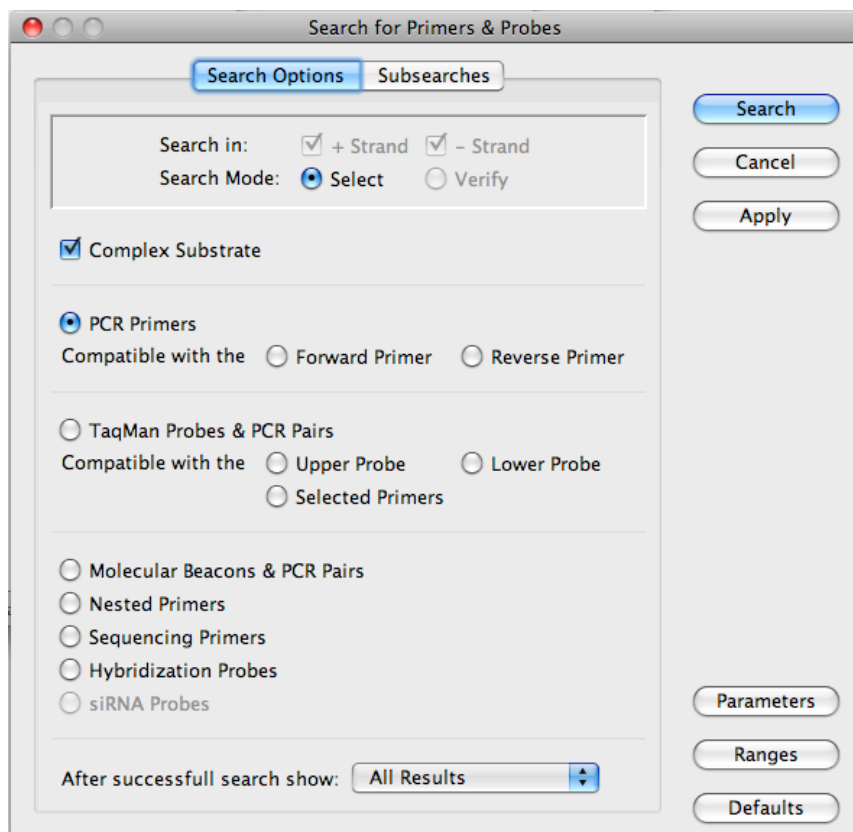 Search for Primers & Probes
Search Options Subsearches
Search in: + Strand – Strand
Search Mode: Select Verify
Search
Cancel
Apply
Complex Substrate
PCR Primers
Compatible with the Forward Primer Reverse Primer
TaqMan Probes & PCR Pairs
Compatible with the Upper Probe Lower Probe
Selected Primers
Molecular Beacons & PCR Pairs
Nested Primers
Sequencing Primers
Hybridization Probes
siRNA Probes
After successfull search show: All Results
Parameters
Ranges
Defaults